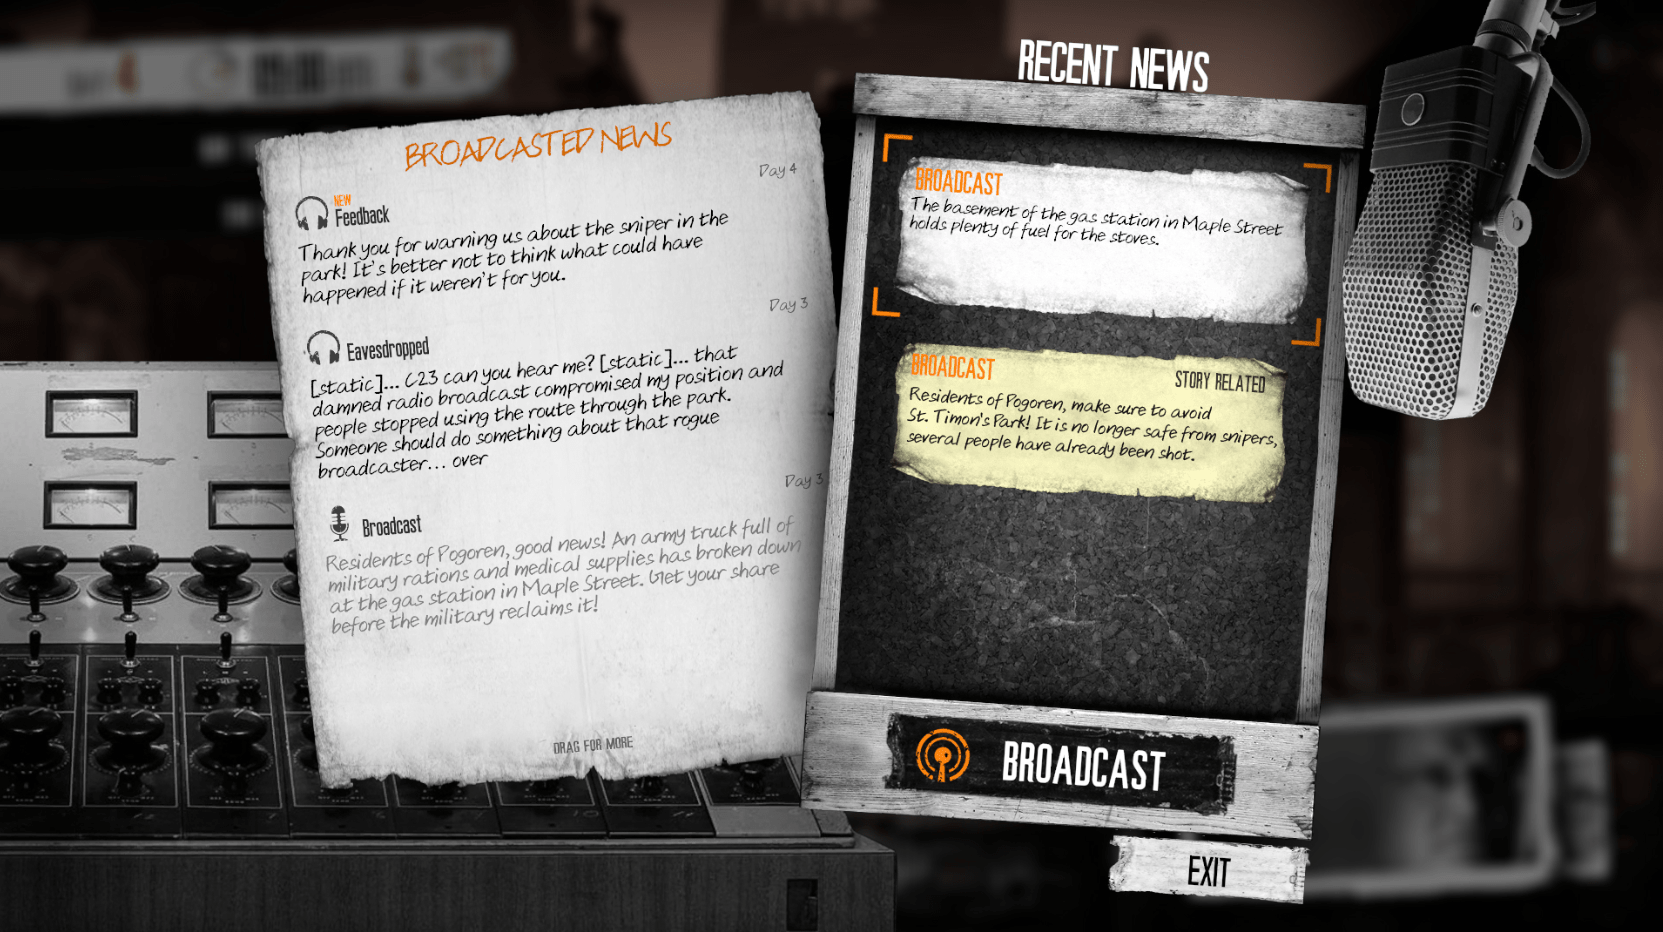 BROADCASTED NEWS
Day 4
NEW
Feedback
Thank you for warning us about the sniper in the
park! It's better not to think what could have
happened if it weren't for you.
Day 3
Eavesdropped
[static]... C23 can you hear me? [static]... that
damned radio broadcast compromised my position and
people stopped using the route through the park.
Someone should do something about that rogue
broadcaster... over
Day 3
Broadcast
Residents of Pogoren, good news! An army truck full of
military rations and medical supplies has broken down
at the gas station in Maple Street. Get your share
before the military reclaims it!
DRAG FOR MORE
RECENT NEWS
BROADCAST
The basement of the gas station in Maple Street
holds plenty of fuel for the stoves.
BROADCAST
STORY RELATED
Residents of Pogoren, make sure to avoid
St. Timon's Park! It is no longer safe from snipers,
several people have already been shot.
BROADCAST
EXIT